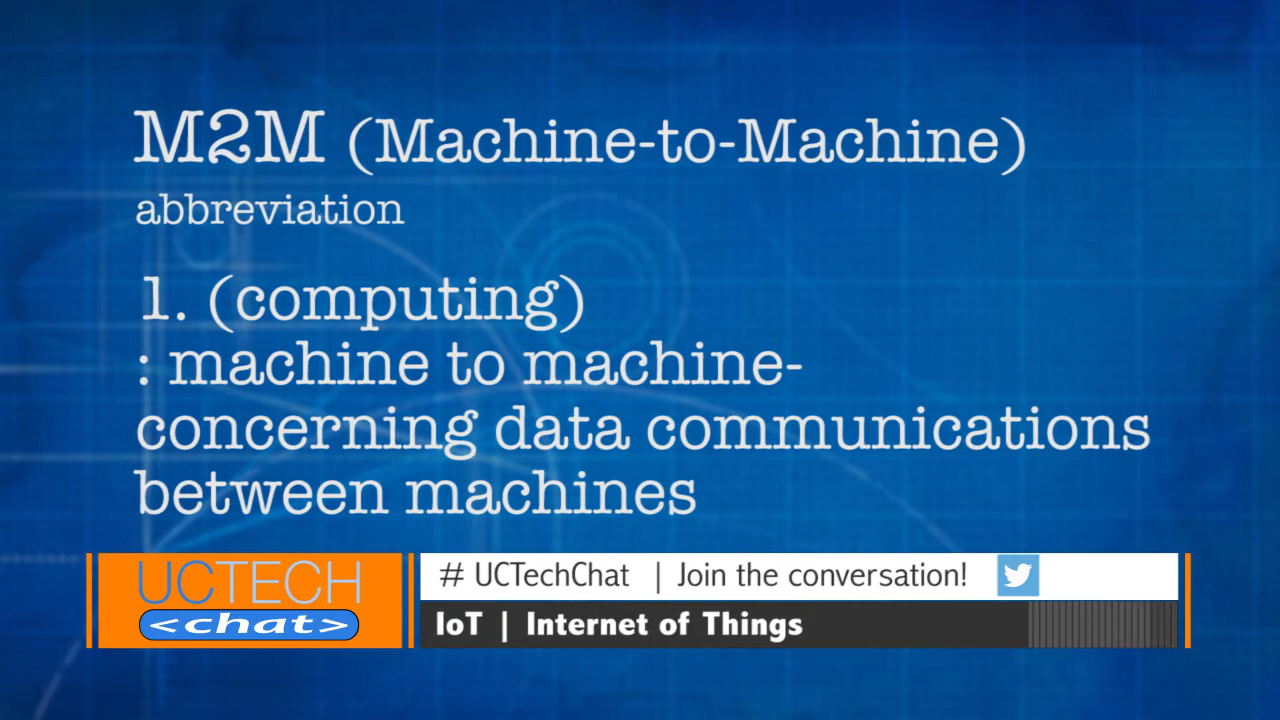 M2M (Machine-to-Machine)
abbreviation
1. (computing)
: machine to machine-
concerning data communications
between machines
UCTECH
<chat>
# UCTechChat | Join the conversation!
IoT | Internet of Things